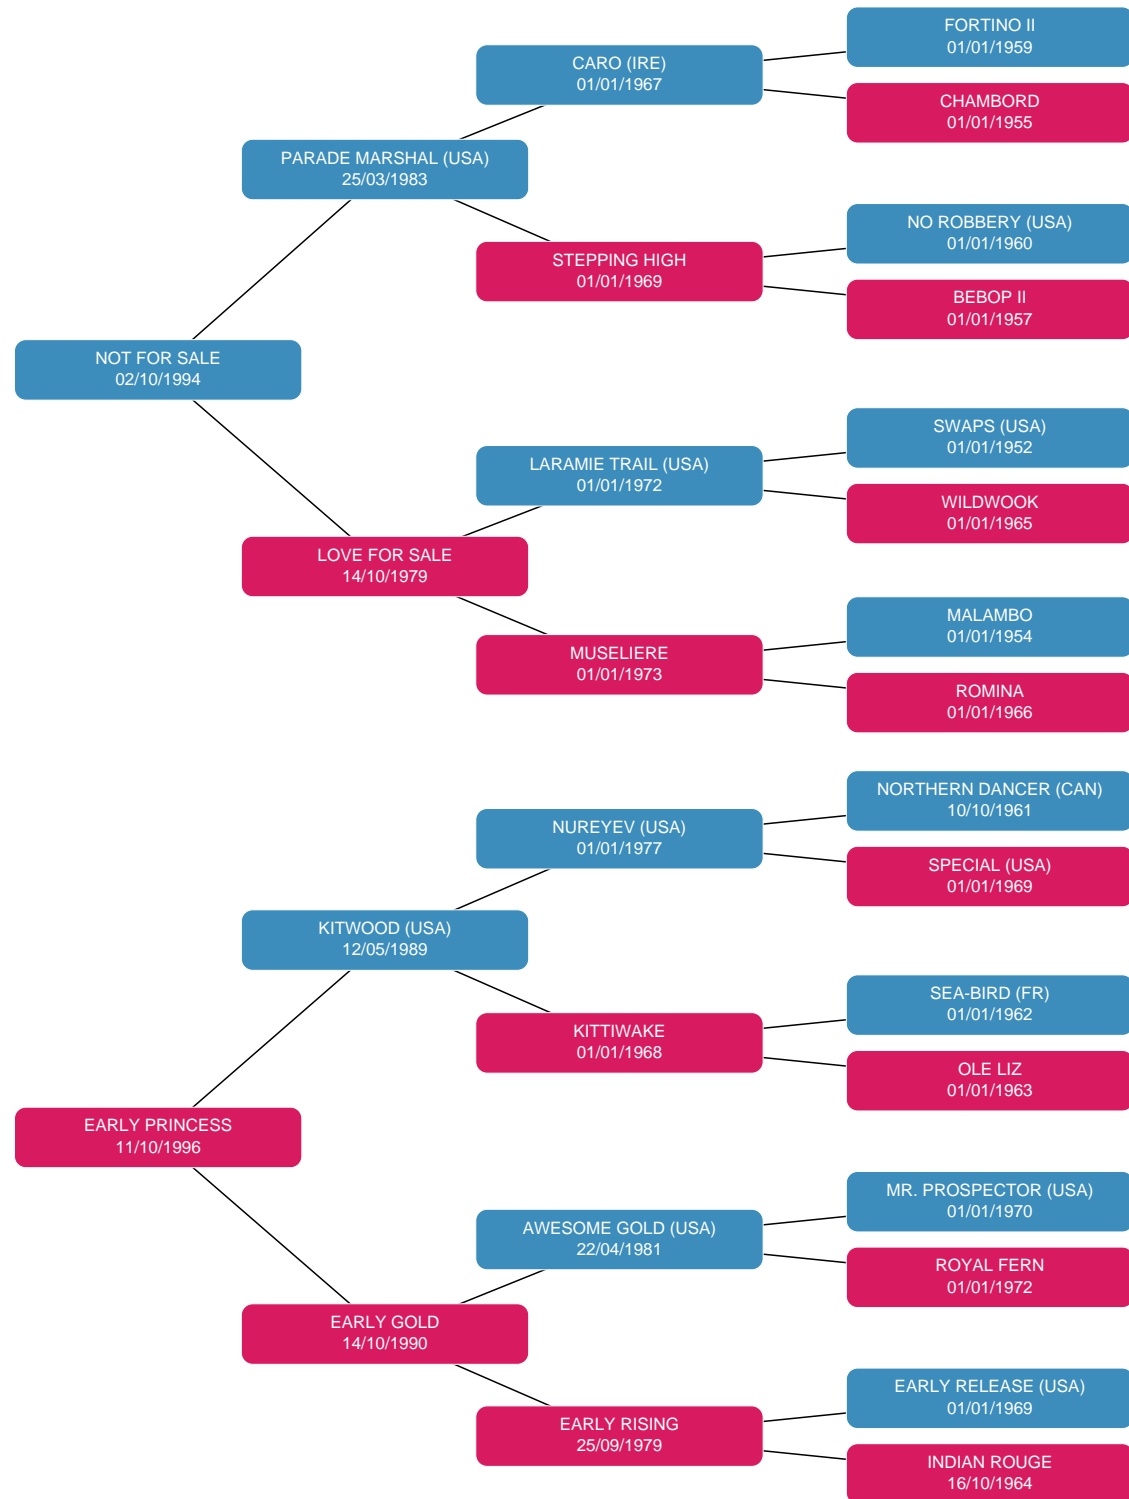 FORTINO II
01/01/1959
CARO (IRE)
01/01/1967
CHAMBORD
01/01/1955
PARADE MARSHAL (USA)
25/03/1983
NO ROBBERY (USA)
01/01/1960
STEPPING HIGH
01/01/1969
BEBOP II
01/01/1957
NOT FOR SALE
02/10/1994
SWAPS (USA)
01/01/1952
LARAMIE TRAIL (USA)
01/01/1972
WILDWOOK
01/01/1965
LOVE FOR SALE
14/10/1979
MALAMBO
01/01/1954
MUSELIERE
01/01/1973
ROMINA
01/01/1966
NORTHERN DANCER (CAN)
10/10/1961
NUREYEV (USA)
01/01/1977
SPECIAL (USA)
01/01/1969
KITWOOD (USA)
12/05/1989
SEA-BIRD (FR)
01/01/1962
KITTIWAKE
01/01/1968
OLE LIZ
01/01/1963
EARLY PRINCESS
11/10/1996
MR. PROSPECTOR (USA)
01/01/1970
AWESOME GOLD (USA)
22/04/1981
ROYAL FERN
01/01/1972
EARLY GOLD
14/10/1990
EARLY RELEASE (USA)
01/01/1969
EARLY RISING
25/09/1979
INDIAN ROUGE
16/10/1964